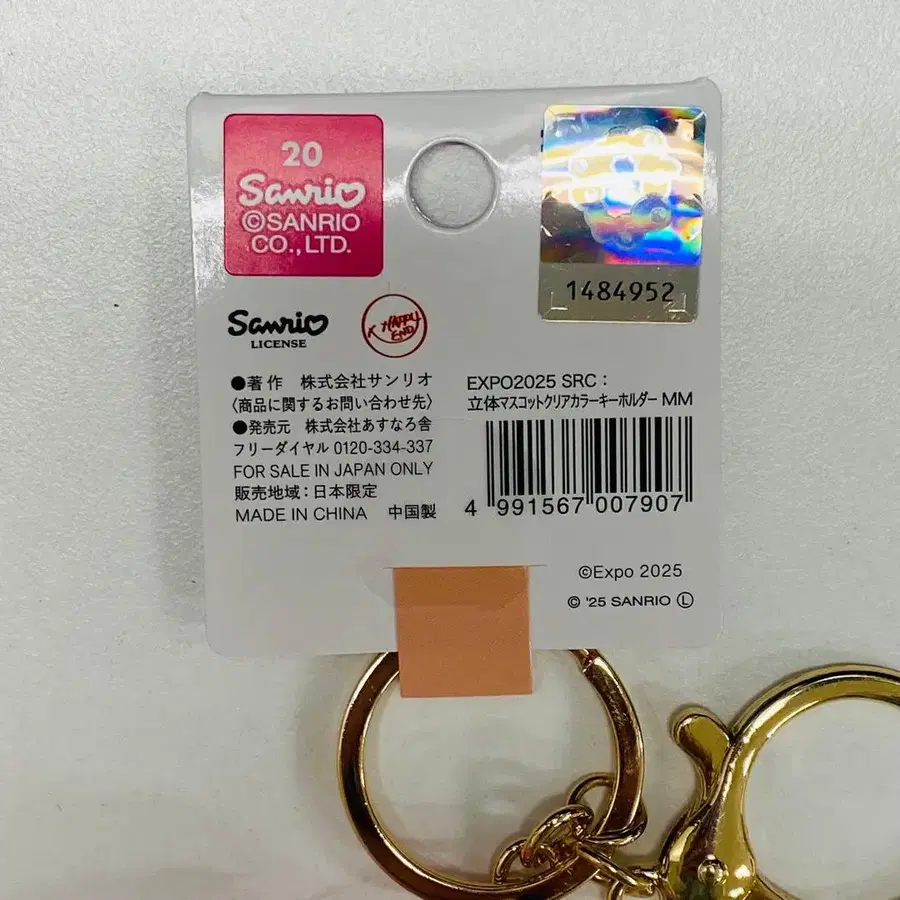 20
Sanrio
©SANRIO
CO.,LTD.
1484952
Sanrio
LICENSE
HAPPY
END
●著作 株式会社サンリオ
〈商品に関するお問い合わせ先〉
●発売元 株式会社あすなろ舎
フリーダイヤル 0120-334-337
FOR SALE IN JAPAN ONLY
販売地域：日本限定
MADE IN CHINA 中国製
EXPO2025 SRC：
立体マスコットクリアカラーキーホルダー MM
4 991567 007907
©Expo 2025
© '25 SANRIO Ⓛ